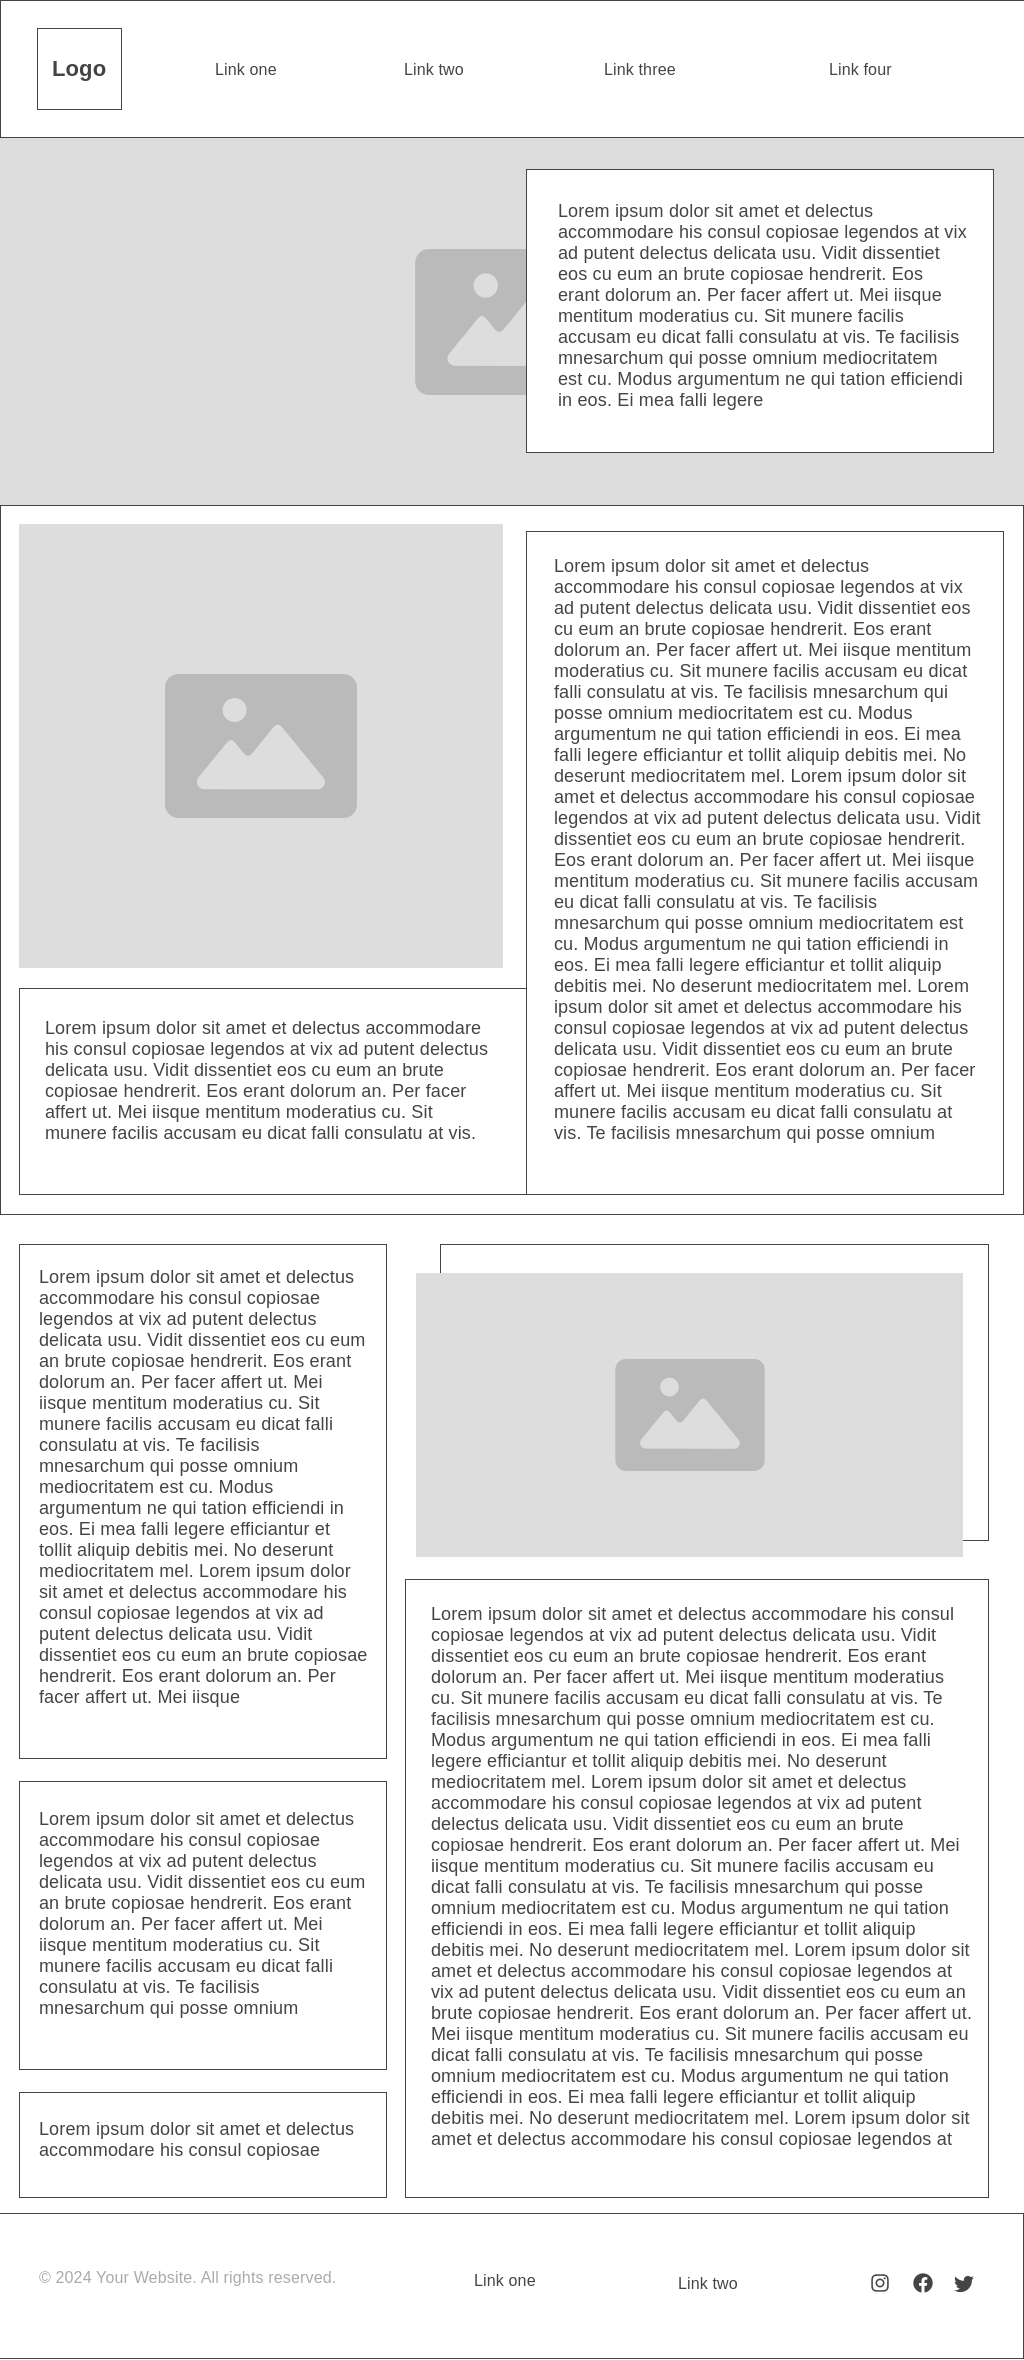 Logo
Link one
Link two
Link three
Link four
Lorem ipsum dolor sit amet et delectus
accommodare his consul copiosae legendos at vix
ad putent delectus delicata usu. Vidit dissentiet
eos cu eum an brute copiosae hendrerit. Eos
erant dolorum an. Per facer affert ut. Mei iisque
mentitum moderatius cu. Sit munere facilis
accusam eu dicat falli consulatu at vis. Te facilisis
mnesarchum qui posse omnium mediocritatem
est cu. Modus argumentum ne qui tation efficiendi
in eos. Ei mea falli legere
Lorem ipsum dolor sit amet et delectus
accommodare his consul copiosae legendos at vix
ad putent delectus delicata usu. Vidit dissentiet eos
cu eum an brute copiosae hendrerit. Eos erant
dolorum an. Per facer affert ut. Mei iisque mentitum
moderatius cu. Sit munere facilis accusam eu dicat
falli consulatu at vis. Te facilisis mnesarchum qui
posse omnium mediocritatem est cu. Modus
argumentum ne qui tation efficiendi in eos. Ei mea
falli legere efficiantur et tollit aliquip debitis mei. No
deserunt mediocritatem mel. Lorem ipsum dolor sit
amet et delectus accommodare his consul copiosae
legendos at vix ad putent delectus delicata usu. Vidit
dissentiet eos cu eum an brute copiosae hendrerit.
Eos erant dolorum an. Per facer affert ut. Mei iisque
mentitum moderatius cu. Sit munere facilis accusam
eu dicat falli consulatu at vis. Te facilisis
mnesarchum qui posse omnium mediocritatem est
cu. Modus argumentum ne qui tation efficiendi in
eos. Ei mea falli legere efficiantur et tollit aliquip
debitis mei. No deserunt mediocritatem mel. Lorem
ipsum dolor sit amet et delectus accommodare his
consul copiosae legendos at vix ad putent delectus
delicata usu. Vidit dissentiet eos cu eum an brute
copiosae hendrerit. Eos erant dolorum an. Per facer
affert ut. Mei iisque mentitum moderatius cu. Sit
munere facilis accusam eu dicat falli consulatu at
vis. Te facilisis mnesarchum qui posse omnium
Lorem ipsum dolor sit amet et delectus accommodare
his consul copiosae legendos at vix ad putent delectus
delicata usu. Vidit dissentiet eos cu eum an brute
copiosae hendrerit. Eos erant dolorum an. Per facer
affert ut. Mei iisque mentitum moderatius cu. Sit
munere facilis accusam eu dicat falli consulatu at vis.
Lorem ipsum dolor sit amet et delectus
accommodare his consul copiosae
legendos at vix ad putent delectus
delicata usu. Vidit dissentiet eos cu eum
an brute copiosae hendrerit. Eos erant
dolorum an. Per facer affert ut. Mei
iisque mentitum moderatius cu. Sit
munere facilis accusam eu dicat falli
consulatu at vis. Te facilisis
mnesarchum qui posse omnium
mediocritatem est cu. Modus
argumentum ne qui tation efficiendi in
eos. Ei mea falli legere efficiantur et
tollit aliquip debitis mei. No deserunt
mediocritatem mel. Lorem ipsum dolor
sit amet et delectus accommodare his
consul copiosae legendos at vix ad
putent delectus delicata usu. Vidit
dissentiet eos cu eum an brute copiosae
hendrerit. Eos erant dolorum an. Per
facer affert ut. Mei iisque
Lorem ipsum dolor sit amet et delectus
accommodare his consul copiosae
legendos at vix ad putent delectus
delicata usu. Vidit dissentiet eos cu eum
an brute copiosae hendrerit. Eos erant
dolorum an. Per facer affert ut. Mei
iisque mentitum moderatius cu. Sit
munere facilis accusam eu dicat falli
consulatu at vis. Te facilisis
mnesarchum qui posse omnium
Lorem ipsum dolor sit amet et delectus
accommodare his consul copiosae
Lorem ipsum dolor sit amet et delectus accommodare his consul
copiosae legendos at vix ad putent delectus delicata usu. Vidit
dissentiet eos cu eum an brute copiosae hendrerit. Eos erant
dolorum an. Per facer affert ut. Mei iisque mentitum moderatius
cu. Sit munere facilis accusam eu dicat falli consulatu at vis. Te
facilisis mnesarchum qui posse omnium mediocritatem est cu.
Modus argumentum ne qui tation efficiendi in eos. Ei mea falli
legere efficiantur et tollit aliquip debitis mei. No deserunt
mediocritatem mel. Lorem ipsum dolor sit amet et delectus
accommodare his consul copiosae legendos at vix ad putent
delectus delicata usu. Vidit dissentiet eos cu eum an brute
copiosae hendrerit. Eos erant dolorum an. Per facer affert ut. Mei
iisque mentitum moderatius cu. Sit munere facilis accusam eu
dicat falli consulatu at vis. Te facilisis mnesarchum qui posse
omnium mediocritatem est cu. Modus argumentum ne qui tation
efficiendi in eos. Ei mea falli legere efficiantur et tollit aliquip
debitis mei. No deserunt mediocritatem mel. Lorem ipsum dolor sit
amet et delectus accommodare his consul copiosae legendos at
vix ad putent delectus delicata usu. Vidit dissentiet eos cu eum an
brute copiosae hendrerit. Eos erant dolorum an. Per facer affert ut.
Mei iisque mentitum moderatius cu. Sit munere facilis accusam eu
dicat falli consulatu at vis. Te facilisis mnesarchum qui posse
omnium mediocritatem est cu. Modus argumentum ne qui tation
efficiendi in eos. Ei mea falli legere efficiantur et tollit aliquip
debitis mei. No deserunt mediocritatem mel. Lorem ipsum dolor sit
amet et delectus accommodare his consul copiosae legendos at
© 2024 Your Website. All rights reserved.
Link one
Link two